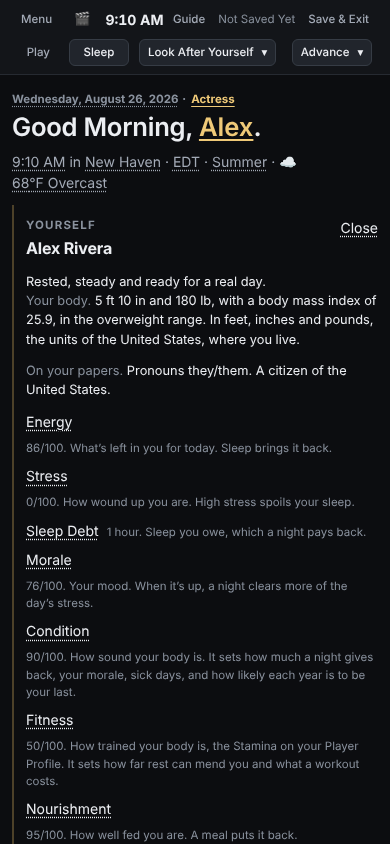 Menu 🎬 9:10 AM Guide Not Saved Yet Save & Exit
Play Sleep Look After Yourself ▾ Advance ▾
Wednesday, August 26, 2026 · Actress
Good Morning, Alex.
9:10 AM in New Haven · EDT · Summer · ☁️
68°F Overcast
YOURSELF
Close
Alex Rivera
Rested, steady and ready for a real day.
Your body. 5 ft 10 in and 180 lb, with a body mass index of
25.9, in the overweight range. In feet, inches and pounds,
the units of the United States, where you live.
On your papers. Pronouns they/them. A citizen of the
United States.
Energy
86/100. What's left in you for today. Sleep brings it back.
Stress
0/100. How wound up you are. High stress spoils your sleep.
Sleep Debt 1 hour. Sleep you owe, which a night pays back.
Morale
76/100. Your mood. When it's up, a night clears more of the
day's stress.
Condition
90/100. How sound your body is. It sets how much a night gives
back, your morale, sick days, and how likely each year is to be
your last.
Fitness
50/100. How trained your body is, the Stamina on your Player
Profile. It sets how far rest can mend you and what a workout
costs.
Nourishment
95/100. How well fed you are. A meal puts it back.